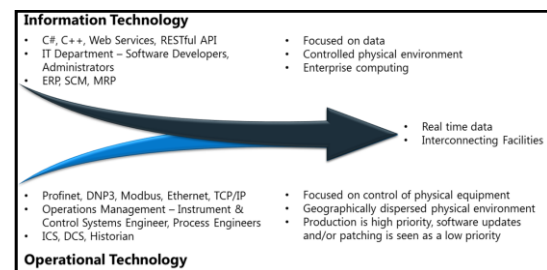 Information Technology
• C#, C++, Web Services, RESTful API
• IT Department – Software Developers,
Administrators
• ERP, SCM, MRP
• Focused on data
• Controlled physical environment
• Enterprise computing
• Real time data
• Interconnecting Facilities
• Profinet, DNP3, Modbus, Ethernet, TCP/IP
• Operations Management – Instrument &
Control Systems Engineer, Process Engineers
• ICS, DCS, Historian
• Focused on control of physical equipment
• Geographically dispersed physical environment
• Production is high priority, software updates
and/or patching is seen as a low priority
Operational Technology